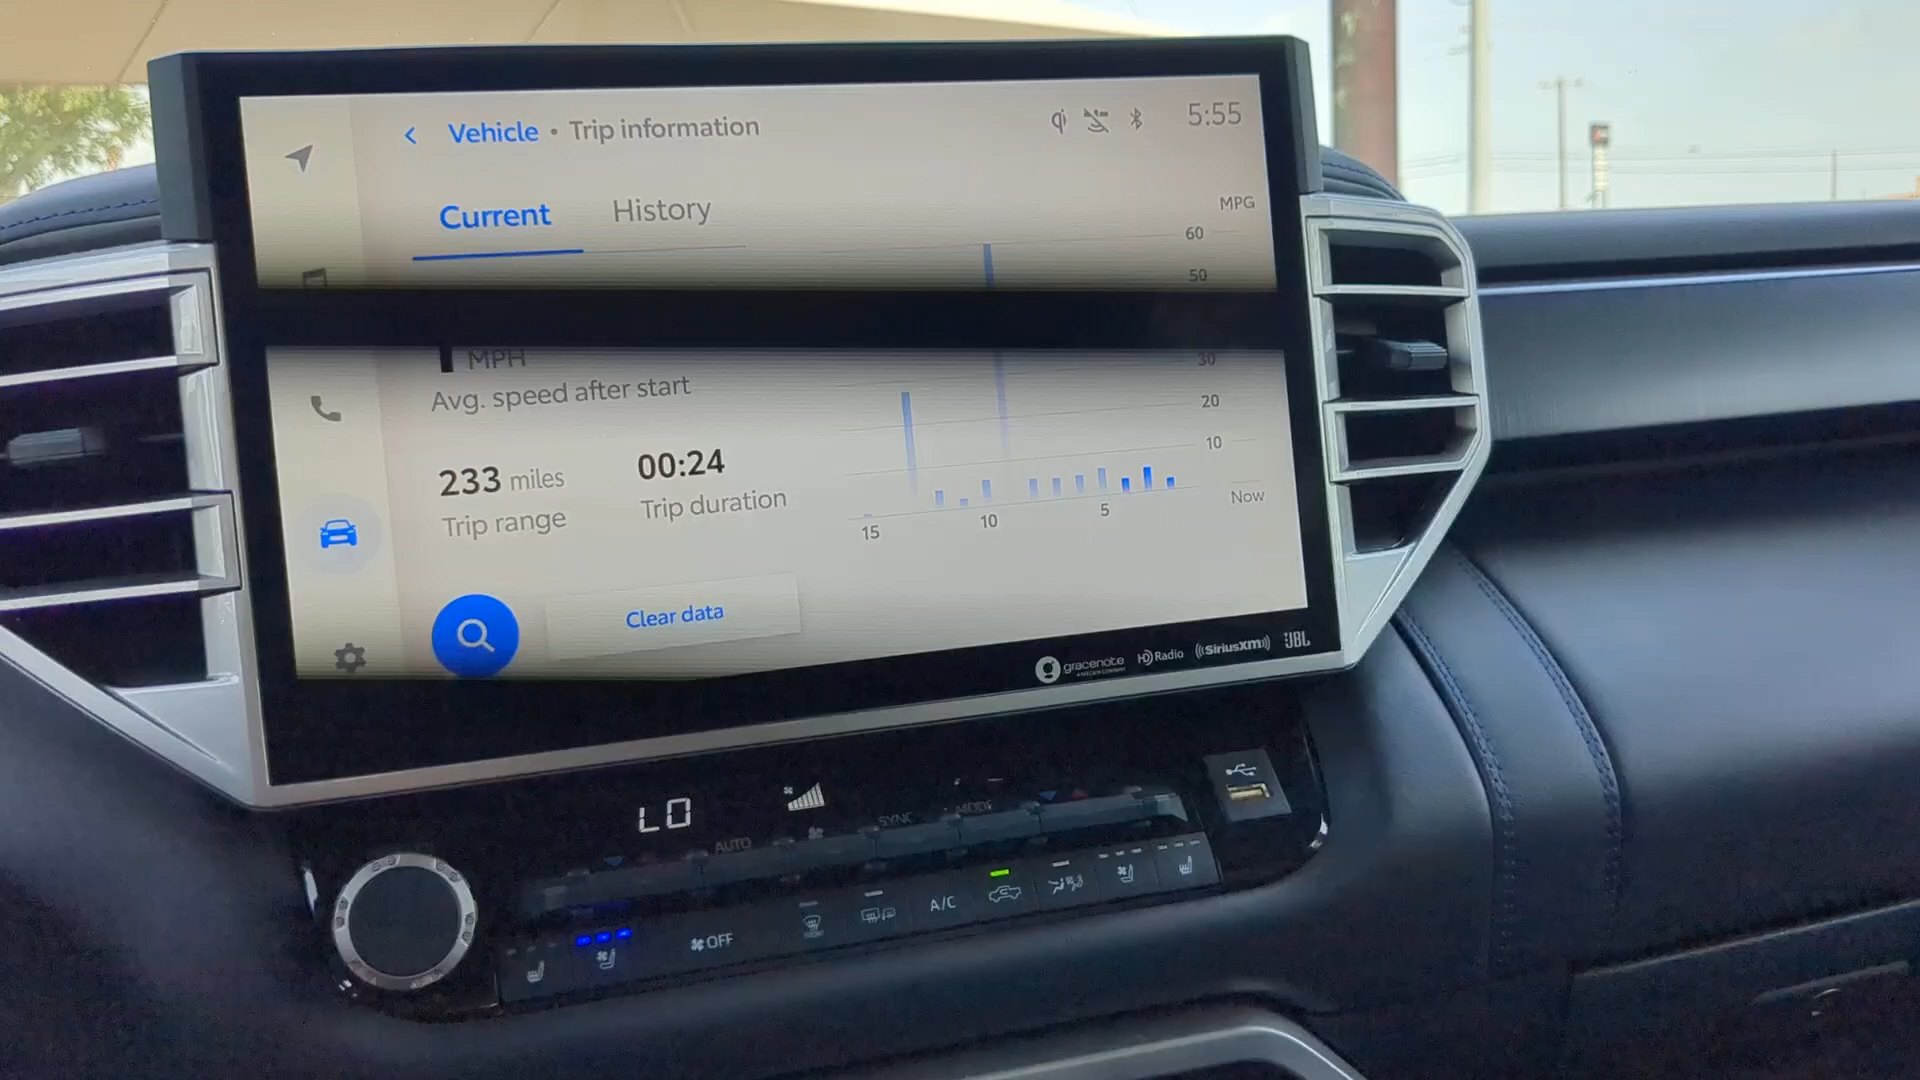 Vehicle • Trip information
5:55
Current
History
MPG
60
50
MPH
30
Avg. speed after start
20
10
233 miles
00:24
Trip range
Trip duration
15
10
5
Now
Clear data
gracenote
HD Radio
SiriusXM
JBL
LO
AUTO
SYNC
MODE
OFF
A/C